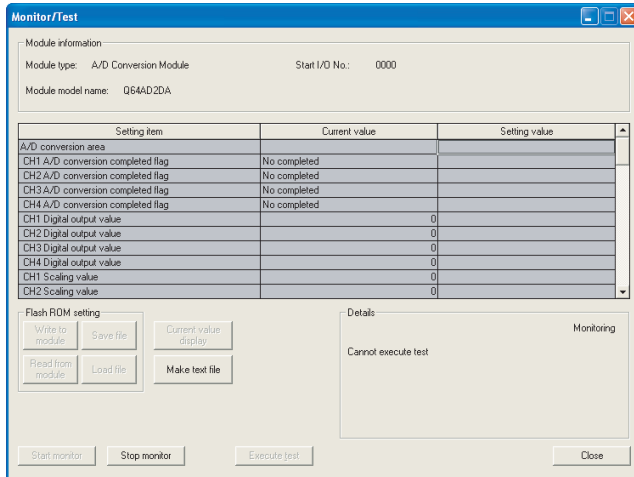 Monitor/Test
Module information
Module type: A/D Conversion Module Start I/O No.: 0000
Module model name: Q64AD2DA
Setting item Current value Setting value
A/D conversion area
CH1 A/D conversion completed flag No completed
CH2 A/D conversion completed flag No completed
CH3 A/D conversion completed flag No completed
CH4 A/D conversion completed flag No completed
CH1 Digital output value 0
CH2 Digital output value 0
CH3 Digital output value 0
CH4 Digital output value 0
CH1 Scaling value 0
CH2 Scaling value 0
Flash ROM setting
Write to module
Save file
Current value display
Read from module
Load file
Make text file
Details
Monitoring
Cannot execute test
Start monitor Stop monitor Execute test Close